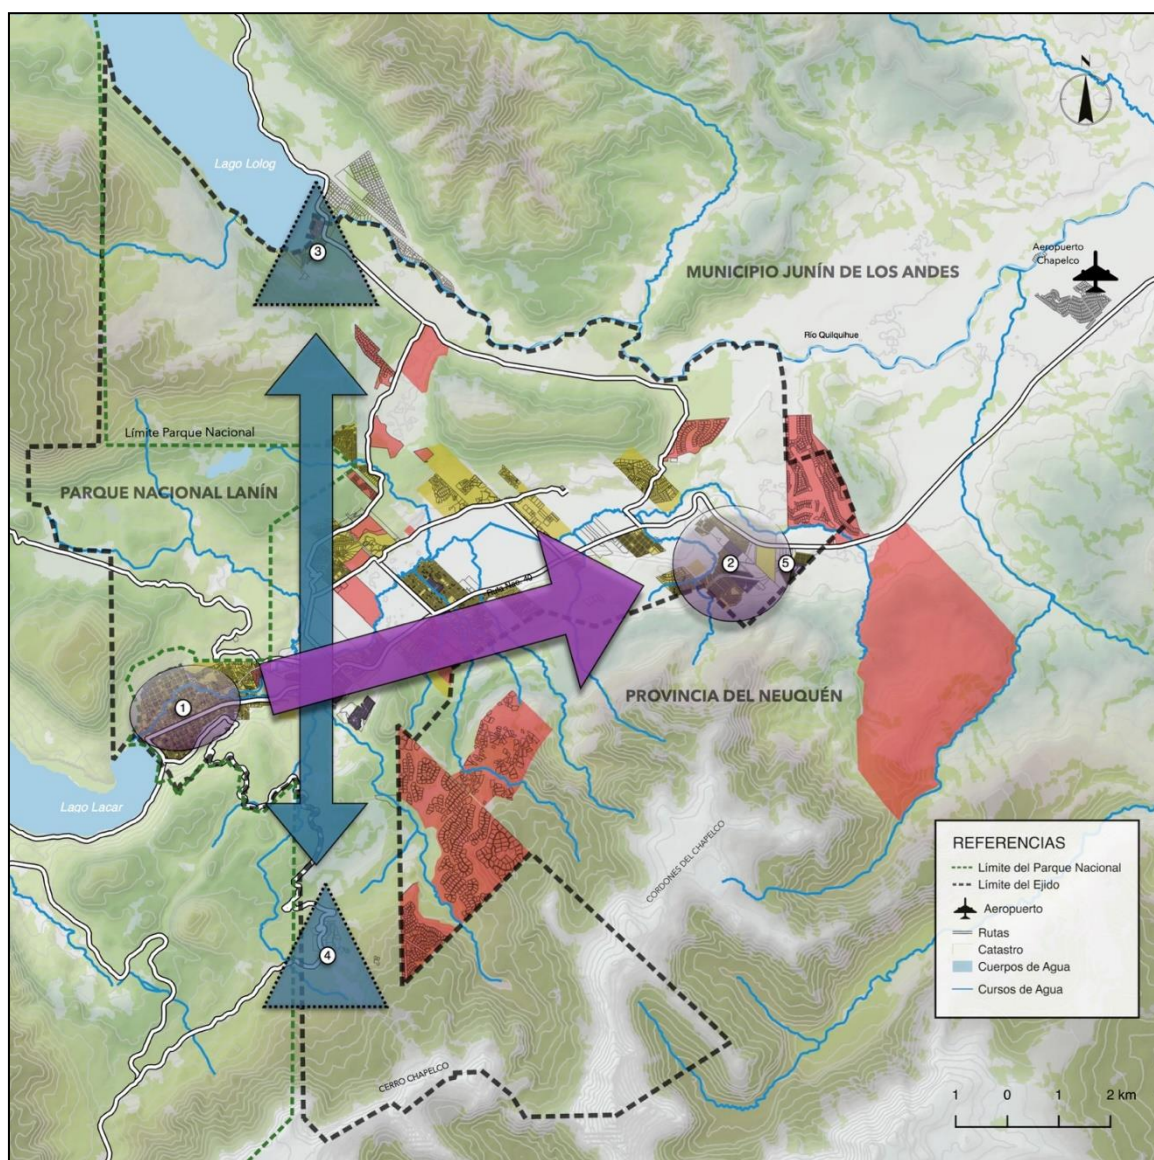 N
Lago Lolog
3
Aeropuerto
Chapelco
MUNICIPIO JUNÍN DE LOS ANDES
Río Quilquihue
Límite Parque Nacional
PARQUE NACIONAL LANÍN
2
5
PROVINCIA DEL NEUQUÉN
1
Lago Lacar
CORDONES DEL CHAPELCO
4
CERRO CHAPELCO
REFERENCIAS
Límite del Parque Nacional
Límite del Ejido
Aeropuerto
Rutas
Catastro
Cuerpos de Agua
Cursos de Agua
1 0 1 2 km